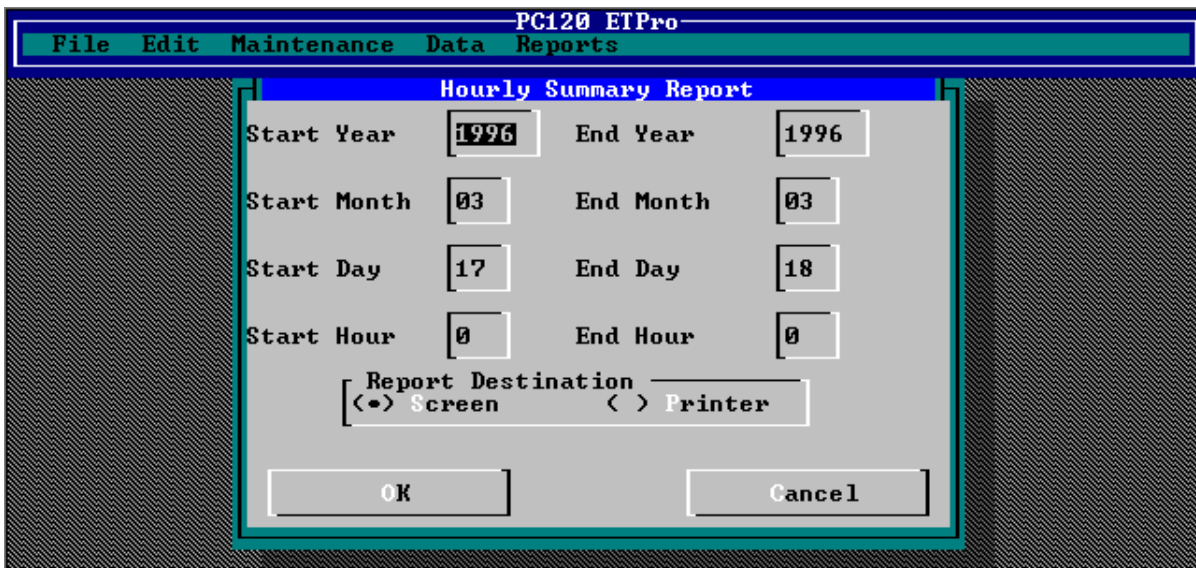 PC120 ETPro
File Edit Maintenance Data Reports
Hourly Summary Report
Start Year 1996 End Year 1996
Start Month 03 End Month 03
Start Day 17 End Day 18
Start Hour 0 End Hour 0
Report Destination
(•) Screen ( ) Printer
OK Cancel